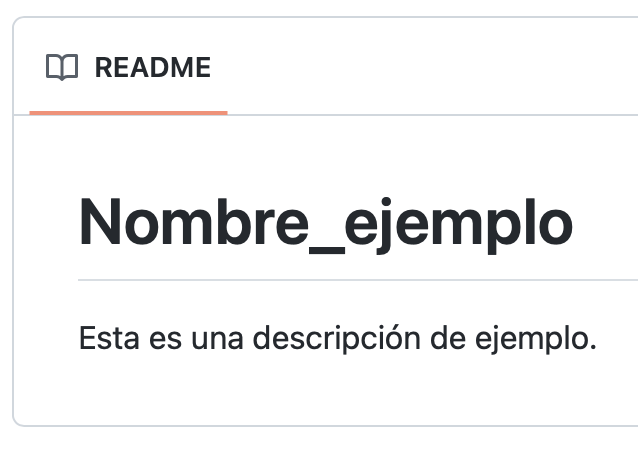 README
Nombre_ejemplo
Esta es una descripción de ejemplo.